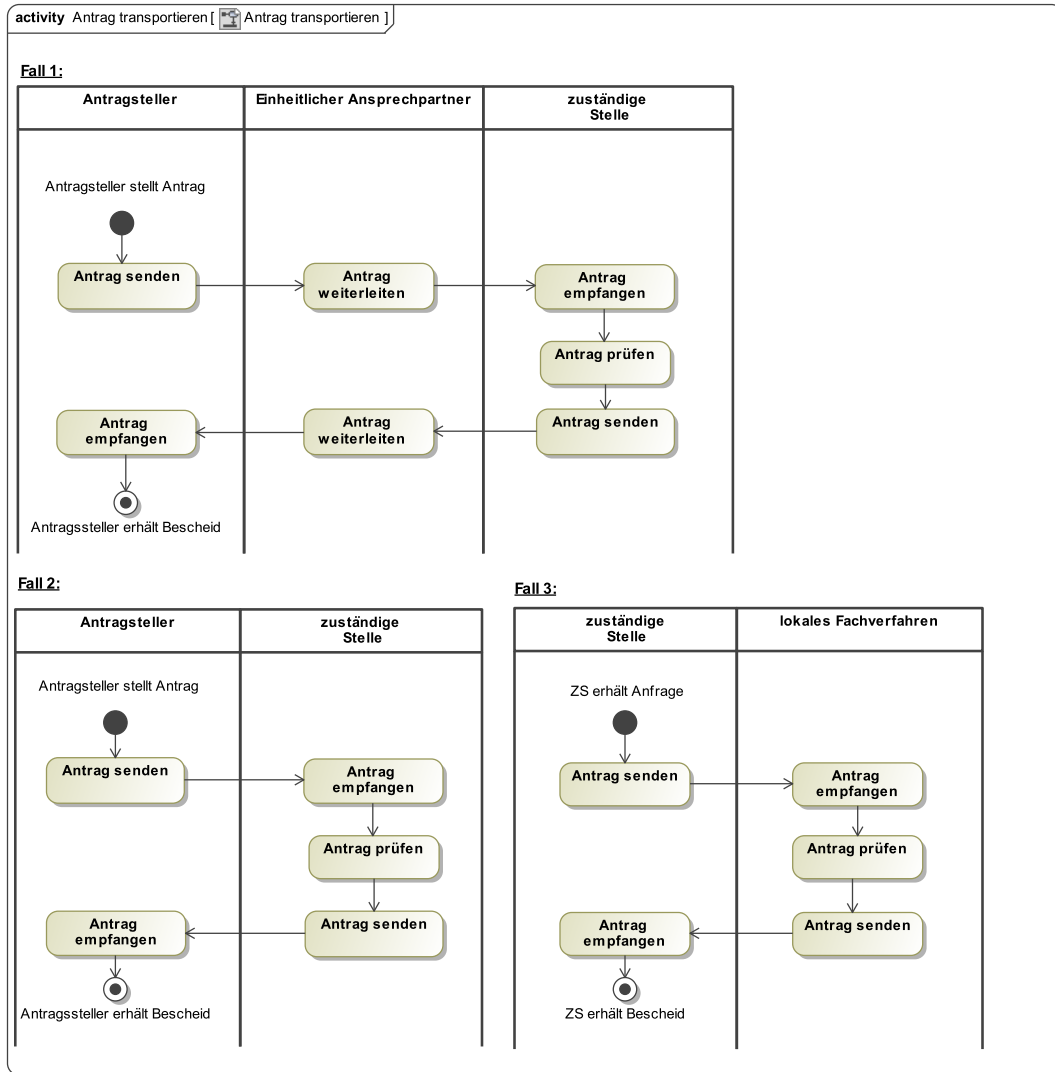 activity Antrag transportieren [ Antrag transportieren ]
Fall 1:
Antragsteller
Einheitlicher Ansprechpartner
zuständige
Stelle
Antragsteller stellt Antrag
Antrag senden
Antrag
weiterleiten
Antrag
empfangen
Antrag prüfen
Antrag
empfangen
Antrag
weiterleiten
Antrag senden
Antragssteller erhält Bescheid
Fall 2:
Antragsteller
zuständige
Stelle
Antragsteller stellt Antrag
Antrag senden
Antrag
empfangen
Antrag prüfen
Antrag
empfangen
Antrag senden
Antragssteller erhält Bescheid
Fall 3:
zuständige
Stelle
lokales Fachverfahren
ZS erhält Anfrage
Antrag senden
Antrag
empfangen
Antrag prüfen
Antrag
empfangen
Antrag senden
ZS erhält Bescheid